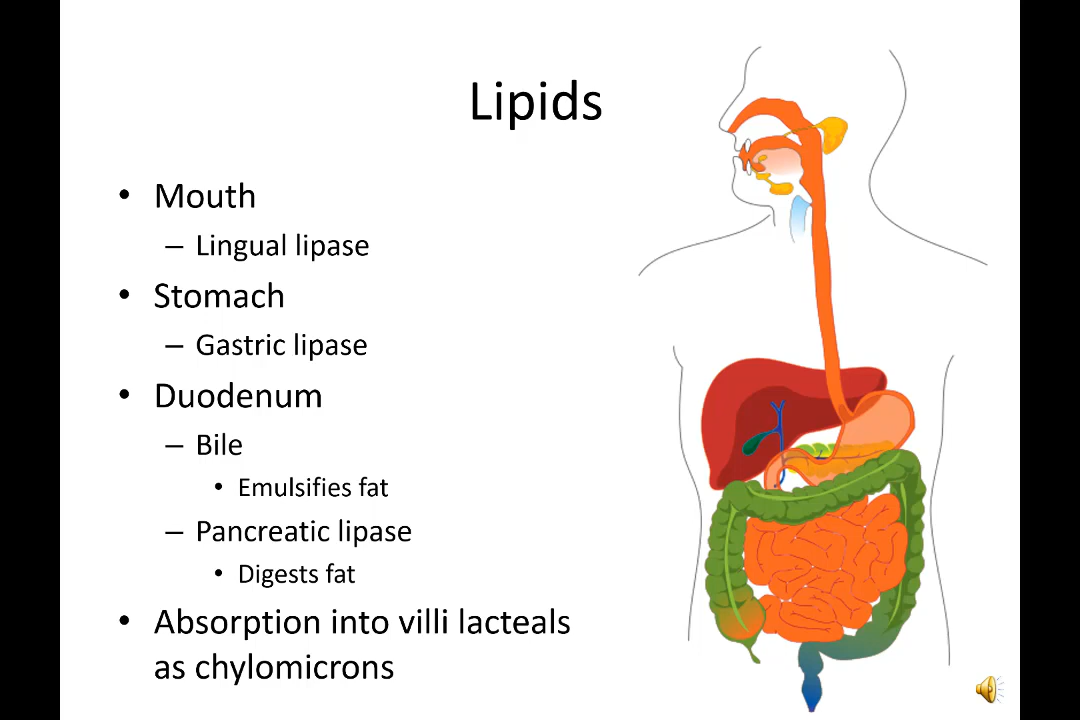 Lipids
• Mouth
– Lingual lipase
• Stomach
– Gastric lipase
• Duodenum
– Bile
• Emulsifies fat
– Pancreatic lipase
• Digests fat
• Absorption into villi lacteals
as chylomicrons